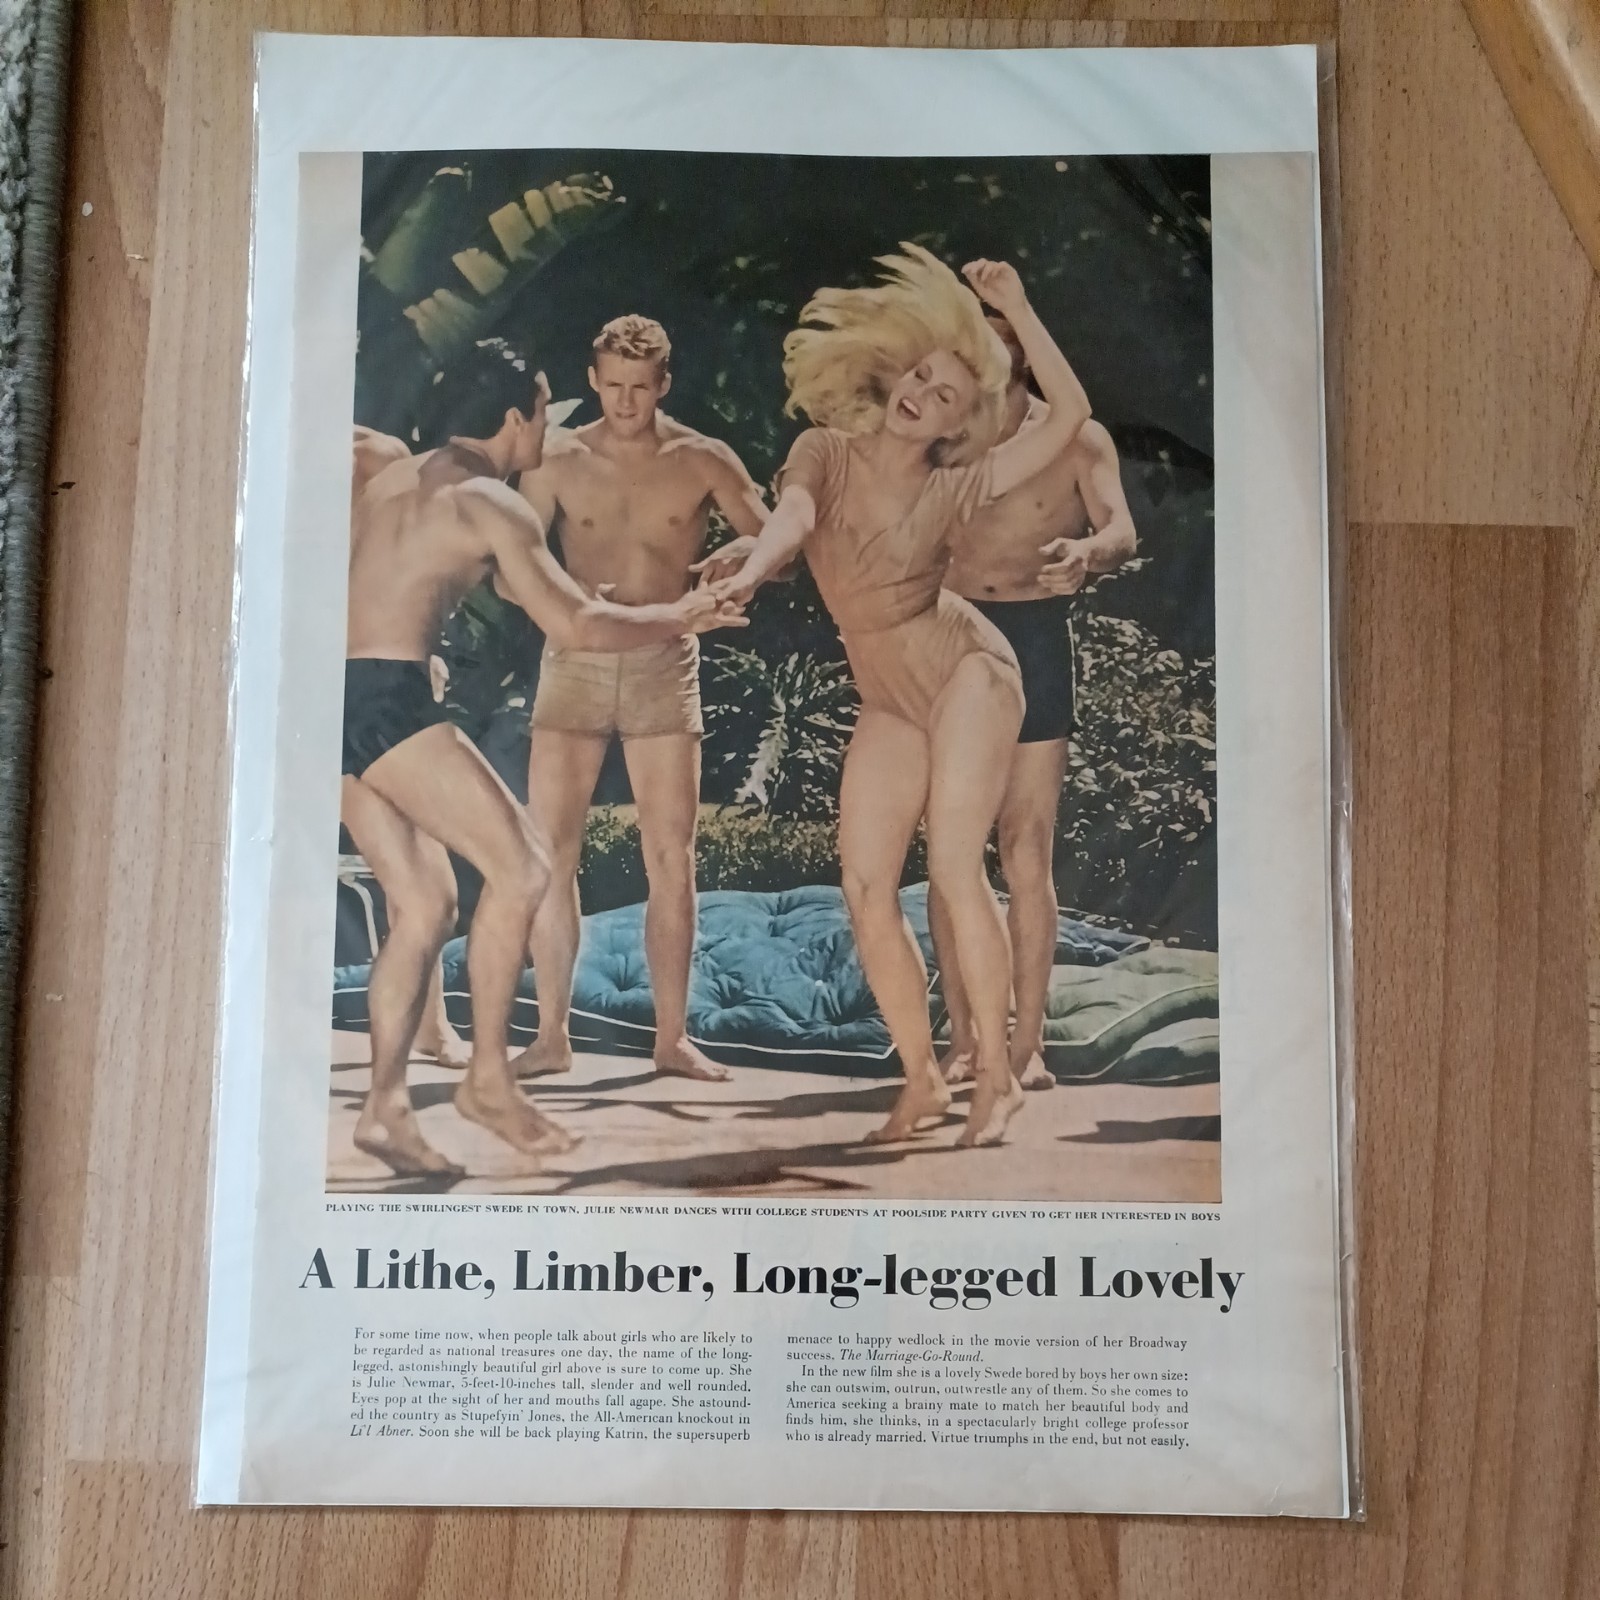 PLAYING THE SWIRLINGEST SWEDE IN TOWN, JULIE NEWMAR DANCES WITH COLLEGE STUDENTS AT POOLSIDE PARTY GIVEN TO GET HER INTERESTED IN BOYS
A Lithe, Limber, Long-legged Lovely
For some time now, when people talk about girls who are likely to
be regarded as national treasures one day, the name of the long-
legged, astonishingly beautiful girl above is sure to come up. She
is Julie Newmar, 5-feet-10-inches tall, slender and well rounded.
Eyes pop at the sight of her and mouths fall agape. She astound-
ed the country as Stupefyin' Jones, the All-American knockout in
Li'l Abner. Soon she will be back playing Katrin, the supersuperb
menace to happy wedlock in the movie version of her Broadway
success, The Marriage-Go-Round.
In the new film she is a lovely Swede bored by boys her own size:
she can outswim, outrun, outwrestle any of them. So she comes to
America seeking a brainy mate to match her beautiful body and
finds him, she thinks, in a spectacularly bright college professor
who is already married. Virtue triumphs in the end, but not easily.